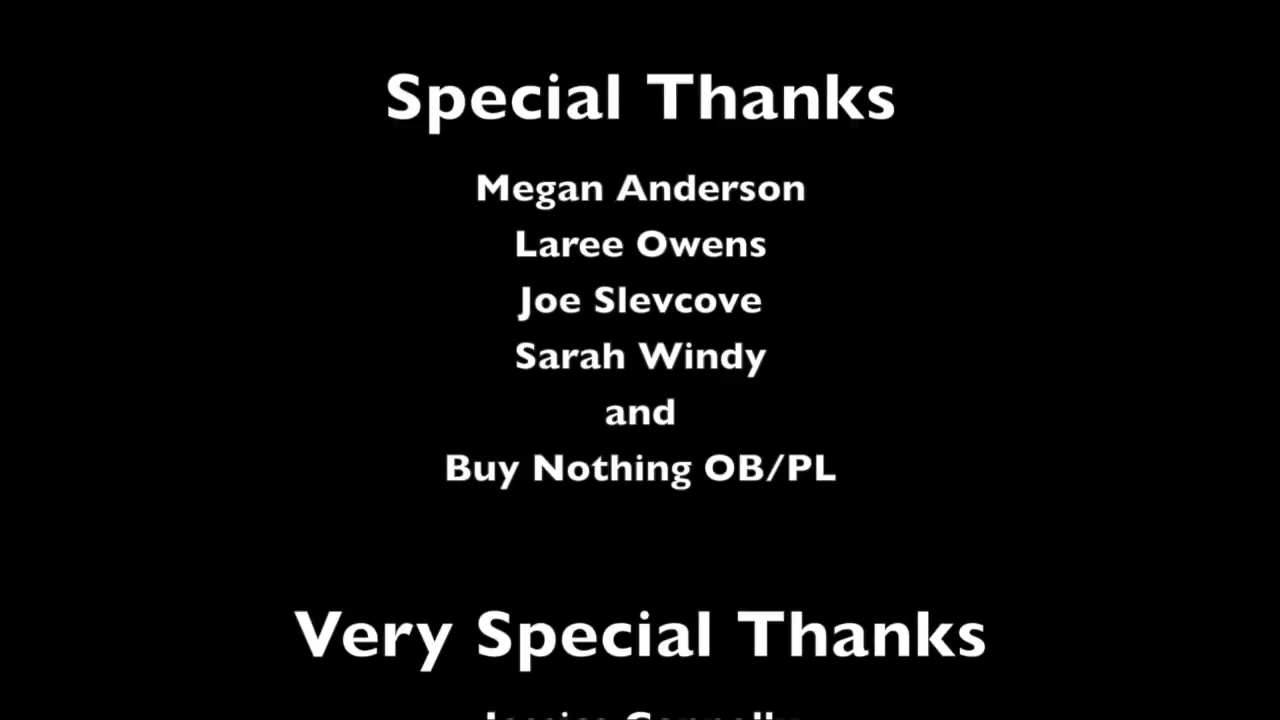 Special Thanks
Megan Anderson
Laree Owens
Joe Slevcove
Sarah Windy
and
Buy Nothing OB/PL
Very Special Thanks